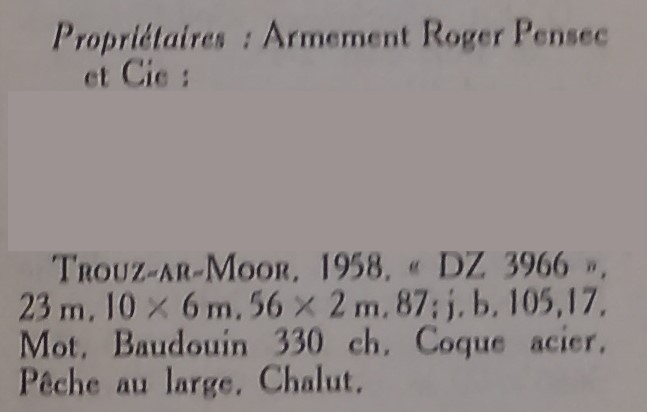 Propriétaires : Armement Roger Pensec
et Cie :
TROUZ-AR-MOOR, 1958, « DZ 3966 »,
23 m, 10 × 6 m, 56 × 2 m, 87; j. b. 105,17.
Mot. Baudouin 330 ch. Coque acier.
Pêche au large. Chalut.